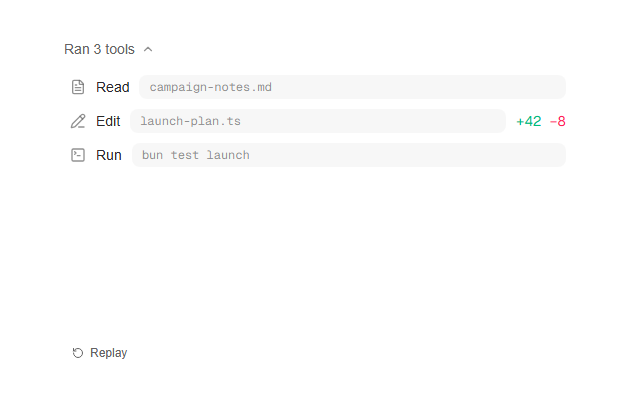 Ran 3 tools
Read campaign-notes.md
Edit launch-plan.ts +42 −8
Run bun test launch
Replay